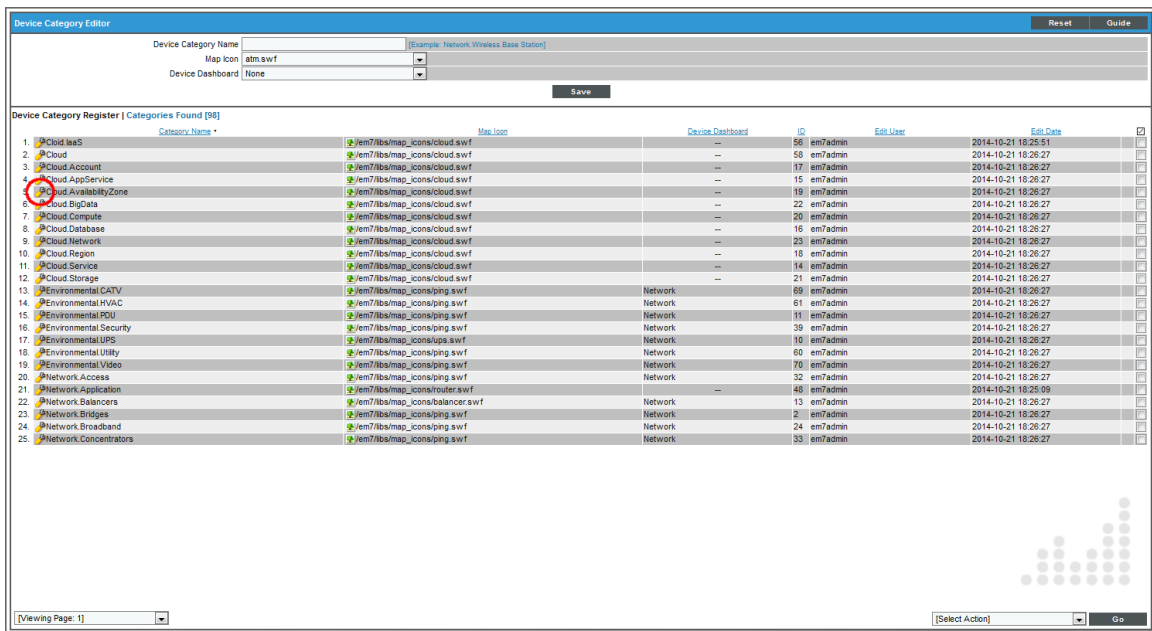 Device Category Editor Reset Guide
Device Category Name [Example: Network.Wireless Base Station]
Map Icon atm.swf
Device Dashboard None
Save
Device Category Register | Categories Found [98]
Category Name • Map Icon Device Dashboard ID Edit User Edit Date
1. Cloid.IaaS /em7/libs/map_icons/cloud.swf -- 56 em7admin 2014-10-21 18:25:51
2. Cloud /em7/libs/map_icons/cloud.swf -- 58 em7admin 2014-10-21 18:26:27
3. Cloud.Account /em7/libs/map_icons/cloud.swf -- 17 em7admin 2014-10-21 18:26:27
4. Cloud.AppService /em7/libs/map_icons/cloud.swf -- 15 em7admin 2014-10-21 18:26:27
5. Cloud.AvailabilityZone /em7/libs/map_icons/cloud.swf -- 19 em7admin 2014-10-21 18:26:27
6. Cloud.BigData /em7/libs/map_icons/cloud.swf -- 22 em7admin 2014-10-21 18:26:27
7. Cloud.Compute /em7/libs/map_icons/cloud.swf -- 20 em7admin 2014-10-21 18:26:27
8. Cloud.Database /em7/libs/map_icons/cloud.swf -- 16 em7admin 2014-10-21 18:26:27
9. Cloud.Network /em7/libs/map_icons/cloud.swf -- 23 em7admin 2014-10-21 18:26:27
10. Cloud.Region /em7/libs/map_icons/cloud.swf -- 18 em7admin 2014-10-21 18:26:27
11. Cloud.Service /em7/libs/map_icons/cloud.swf -- 14 em7admin 2014-10-21 18:26:27
12. Cloud.Storage /em7/libs/map_icons/cloud.swf -- 21 em7admin 2014-10-21 18:26:27
13. Environmental.CATV /em7/libs/map_icons/ping.swf Network 69 em7admin 2014-10-21 18:26:27
14. Environmental.HVAC /em7/libs/map_icons/ping.swf Network 61 em7admin 2014-10-21 18:26:27
15. Environmental.PDU /em7/libs/map_icons/ping.swf Network 11 em7admin 2014-10-21 18:26:27
16. Environmental.Security /em7/libs/map_icons/ping.swf Network 39 em7admin 2014-10-21 18:26:27
17. Environmental.UPS /em7/libs/map_icons/ups.swf Network 10 em7admin 2014-10-21 18:26:27
18. Environmental.Utility /em7/libs/map_icons/ping.swf Network 60 em7admin 2014-10-21 18:26:27
19. Environmental.Video /em7/libs/map_icons/ping.swf Network 70 em7admin 2014-10-21 18:26:27
20. Network.Access /em7/libs/map_icons/ping.swf Network 32 em7admin 2014-10-21 18:26:27
21. Network.Application /em7/libs/map_icons/router.swf -- 48 em7admin 2014-10-21 18:25:09
22. Network.Balancers /em7/libs/map_icons/balancer.swf Network 13 em7admin 2014-10-21 18:26:27
23. Network.Bridges /em7/libs/map_icons/ping.swf Network 2 em7admin 2014-10-21 18:26:27
24. Network.Broadband /em7/libs/map_icons/ping.swf Network 24 em7admin 2014-10-21 18:26:27
25. Network.Concentrators /em7/libs/map_icons/ping.swf Network 33 em7admin 2014-10-21 18:26:27
[Viewing Page: 1] [Select Action] Go